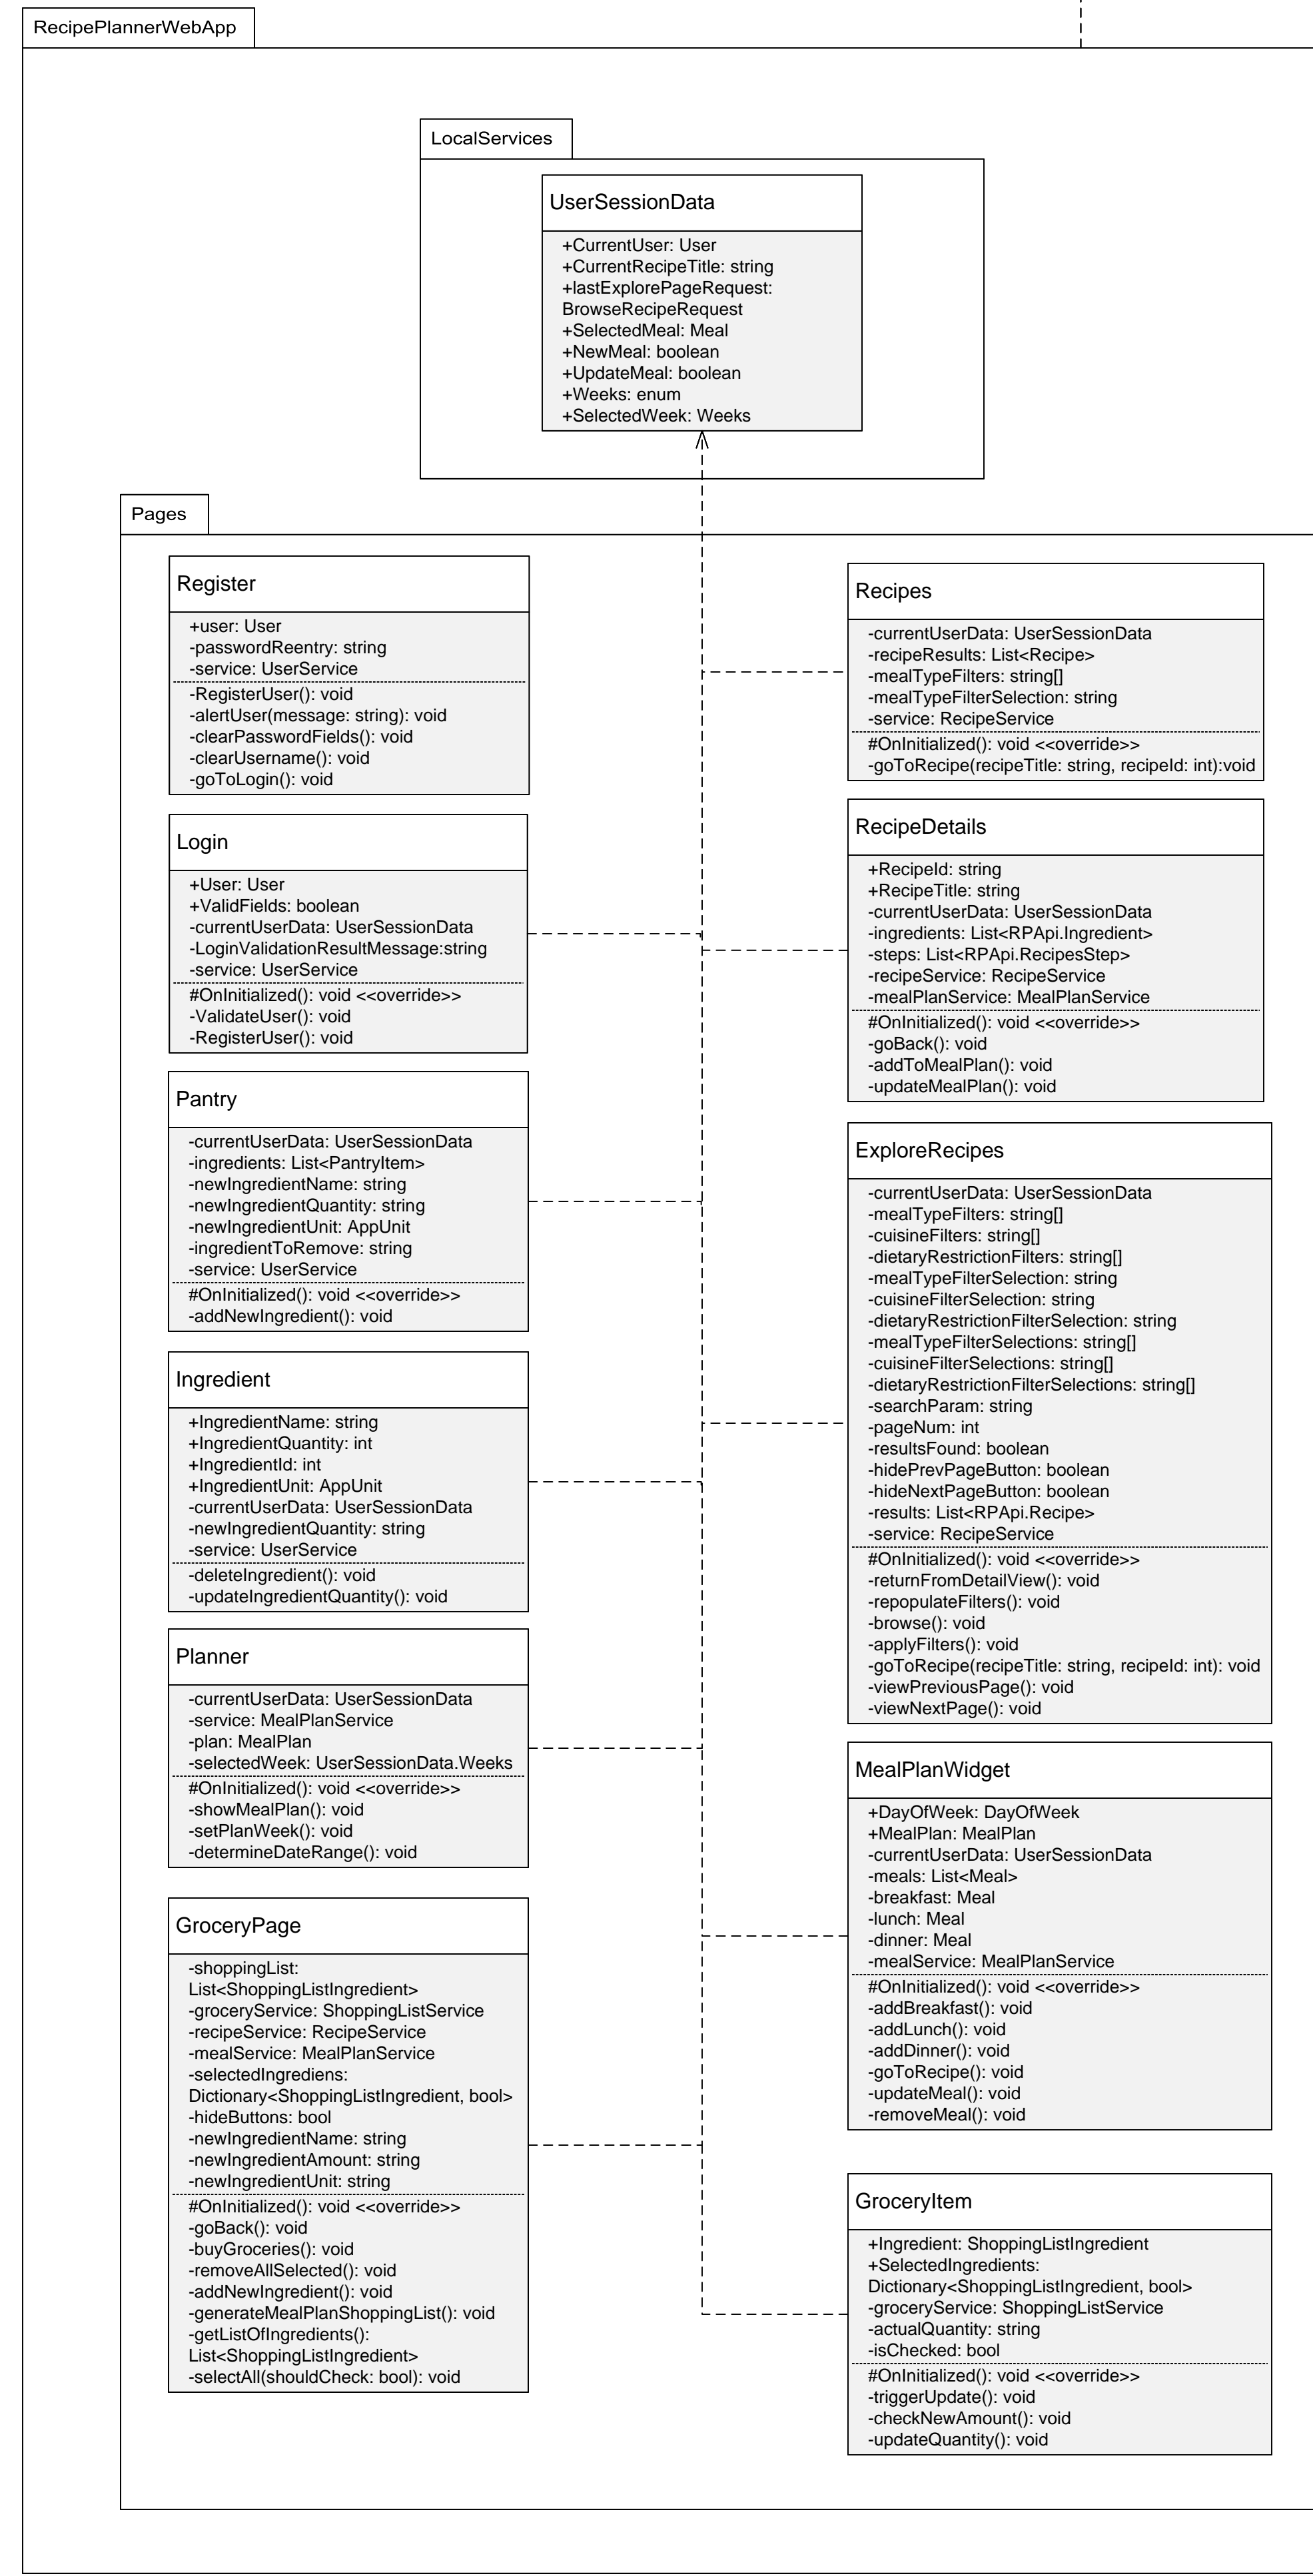 RecipePlannerWebApp
LocalServices
UserSessionData
+CurrentUser: User
+CurrentRecipeTitle: string
+lastExplorePageRequest:
BrowseRecipeRequest
+SelectedMeal: Meal
+NewMeal: boolean
+UpdateMeal: boolean
+Weeks: enum
+SelectedWeek: Weeks
Pages
Register
+user: User
-passwordReentry: string
-service: UserService
-RegisterUser(): void
-alertUser(message: string): void
-clearPasswordFields(): void
-clearUsername(): void
-goToLogin(): void
Login
+User: User
+ValidFields: boolean
-currentUserData: UserSessionData
-LoginValidationResultMessage:string
-service: UserService
#OnInitialized(): void <<override>>
-ValidateUser(): void
-RegisterUser(): void
Pantry
-currentUserData: UserSessionData
-ingredients: List<PantryItem>
-newIngredientName: string
-newIngredientQuantity: string
-newIngredientUnit: AppUnit
-ingredientToRemove: string
-service: UserService
#OnInitialized(): void <<override>>
-addNewIngredient(): void
Ingredient
+IngredientName: string
+IngredientQuantity: int
+IngredientId: int
+IngredientUnit: AppUnit
-currentUserData: UserSessionData
-newIngredientQuantity: string
-service: UserService
-deleteIngredient(): void
-updateIngredientQuantity(): void
Planner
-currentUserData: UserSessionData
-service: MealPlanService
-plan: MealPlan
-selectedWeek: UserSessionData.Weeks
#OnInitialized(): void <<override>>
-showMealPlan(): void
-setPlanWeek(): void
-determineDateRange(): void
GroceryPage
-shoppingList:
List<ShoppingListIngredient>
-groceryService: ShoppingListService
-recipeService: RecipeService
-mealService: MealPlanService
-selectedIngrediens:
Dictionary<ShoppingListIngredient, bool>
-hideButtons: bool
-newIngredientName: string
-newIngredientAmount: string
-newIngredientUnit: string
#OnInitialized(): void <<override>>
-goBack(): void
-buyGroceries(): void
-removeAllSelected(): void
-addNewIngredient(): void
-generateMealPlanShoppingList(): void
-getListOfIngredients():
List<ShoppingListIngredient>
-selectAll(shouldCheck: bool): void
Recipes
-currentUserData: UserSessionData
-recipeResults: List<Recipe>
-mealTypeFilters: string[]
-mealTypeFilterSelection: string
-service: RecipeService
#OnInitialized(): void <<override>>
-goToRecipe(recipeTitle: string, recipeId: int):void
RecipeDetails
+RecipeId: string
+RecipeTitle: string
-currentUserData: UserSessionData
-ingredients: List<RPApi.Ingredient>
-steps: List<RPApi.RecipesStep>
-recipeService: RecipeService
-mealPlanService: MealPlanService
#OnInitialized(): void <<override>>
-goBack(): void
-addToMealPlan(): void
-updateMealPlan(): void
ExploreRecipes
-currentUserData: UserSessionData
-mealTypeFilters: string[]
-cuisineFilters: string[]
-dietaryRestrictionFilters: string[]
-mealTypeFilterSelection: string
-cuisineFilterSelection: string
-dietaryRestrictionFilterSelection: string
-mealTypeFilterSelections: string[]
-cuisineFilterSelections: string[]
-dietaryRestrictionFilterSelections: string[]
-searchParam: string
-pageNum: int
-resultsFound: boolean
-hidePrevPageButton: boolean
-hideNextPageButton: boolean
-results: List<RPApi.Recipe>
-service: RecipeService
#OnInitialized(): void <<override>>
-returnFromDetailView(): void
-repopulateFilters(): void
-browse(): void
-applyFilters(): void
-goToRecipe(recipeTitle: string, recipeId: int): void
-viewPreviousPage(): void
-viewNextPage(): void
MealPlanWidget
+DayOfWeek: DayOfWeek
+MealPlan: MealPlan
-currentUserData: UserSessionData
-meals: List<Meal>
-breakfast: Meal
-lunch: Meal
-dinner: Meal
-mealService: MealPlanService
#OnInitialized(): void <<override>>
-addBreakfast(): void
-addLunch(): void
-addDinner(): void
-goToRecipe(): void
-updateMeal(): void
-removeMeal(): void
GroceryItem
+Ingredient: ShoppingListIngredient
+SelectedIngredients:
Dictionary<ShoppingListIngredient, bool>
-groceryService: ShoppingListService
-actualQuantity: string
-isChecked: bool
#OnInitialized(): void <<override>>
-triggerUpdate(): void
-checkNewAmount(): void
-updateQuantity(): void